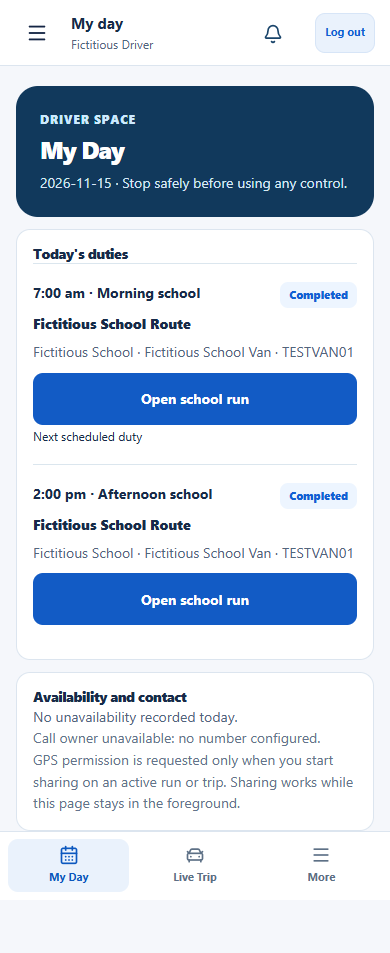 My day
Fictitious Driver
Log out
DRIVER SPACE
My Day
2026-11-15 · Stop safely before using any control.
Today's duties
7:00 am · Morning school
Completed
Fictitious School Route
Fictitious School · Fictitious School Van · TESTVAN01
Open school run
Next scheduled duty
2:00 pm · Afternoon school
Completed
Fictitious School Route
Fictitious School · Fictitious School Van · TESTVAN01
Open school run
Availability and contact
No unavailability recorded today.
Call owner unavailable: no number configured.
GPS permission is requested only when you start
sharing on an active run or trip. Sharing works while
this page stays in the foreground.
My Day
Live Trip
More